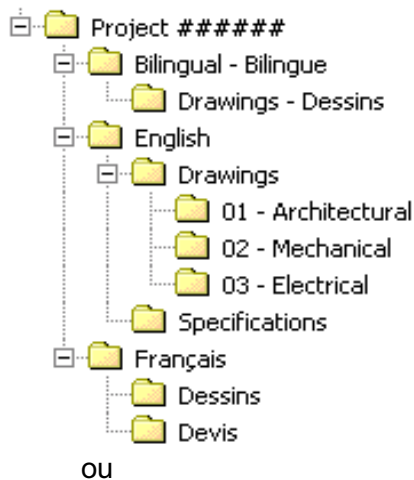 Project ######
Bilingual - Bilingue
Drawings - Dessins
English
Drawings
01 - Architectural
02 - Mechanical
03 - Electrical
Specifications
Français
Dessins
Devis
ou